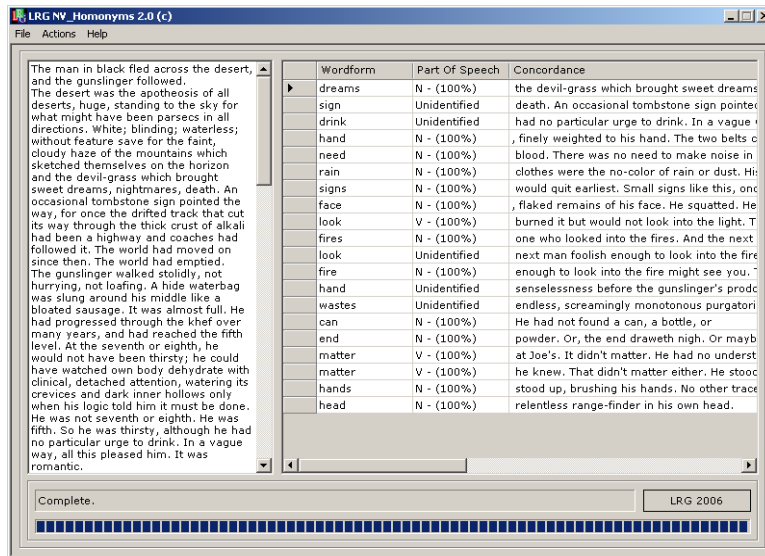 LRG NV_Homonyms 2.0 (c)
File Actions Help
The man in black fled across the desert,
and the gunslinger followed.
The desert was the apotheosis of all
deserts, huge, standing to the sky for
what might have been parsecs in all
directions. White; blinding; waterless;
without feature save for the faint,
cloudy haze of the mountains which
sketched themselves on the horizon
and the devil-grass which brought
sweet dreams, nightmares, death. An
occasional tombstone sign pointed the
way, for once the drifted track that cut
its way through the thick crust of alkali
had been a highway and coaches had
followed it. The world had moved on
since then. The world had emptied.
The gunslinger walked stolidly, not
hurrying, not loafing. A hide waterbag
was slung around his middle like a
bloated sausage. It was almost full. He
had progressed through the khef over
many years, and had reached the fifth
level. At the seventh or eighth, he
would not have been thirsty; he could
have watched own body dehydrate with
clinical, detached attention, watering its
crevices and dark inner hollows only
when his logic told him it must be done.
He was not seventh or eighth. He was
fifth. So he was thirsty, although he had
no particular urge to drink. In a vague
way, all this pleased him. It was
romantic.
Wordform Part Of Speech Concordance
dreams N - (100%) the devil-grass which brought sweet dreams
sign Unidentified death. An occasional tombstone sign pointed
drink Unidentified had no particular urge to drink. In a vague
hand N - (100%) , finely weighted to his hand. The two belts c
need N - (100%) blood. There was no need to make noise in
rain N - (100%) clothes were the no-color of rain or dust. His
signs N - (100%) would quit earliest. Small signs like this, onc
face N - (100%) , flaked remains of his face. He squatted. He
look V - (100%) burned it but would not look into the light. T
fires N - (100%) one who looked into the fires. And the next
look Unidentified next man foolish enough to look into the fire
fire N - (100%) enough to look into the fire might see you. T
hand Unidentified senselessness before the gunslinger's prodc
wastes Unidentified endless, screamingly monotonous purgatori
can N - (100%) He had not found a can, a bottle, or
end N - (100%) powder. Or, the end draweth nigh. Or mayb
matter V - (100%) at Joe's. It didn't matter. He had no underst
matter V - (100%) he knew. That didn't matter either. He stood
hands N - (100%) stood up, brushing his hands. No other trace
head N - (100%) relentless range-finder in his own head.
Complete.
LRG 2006